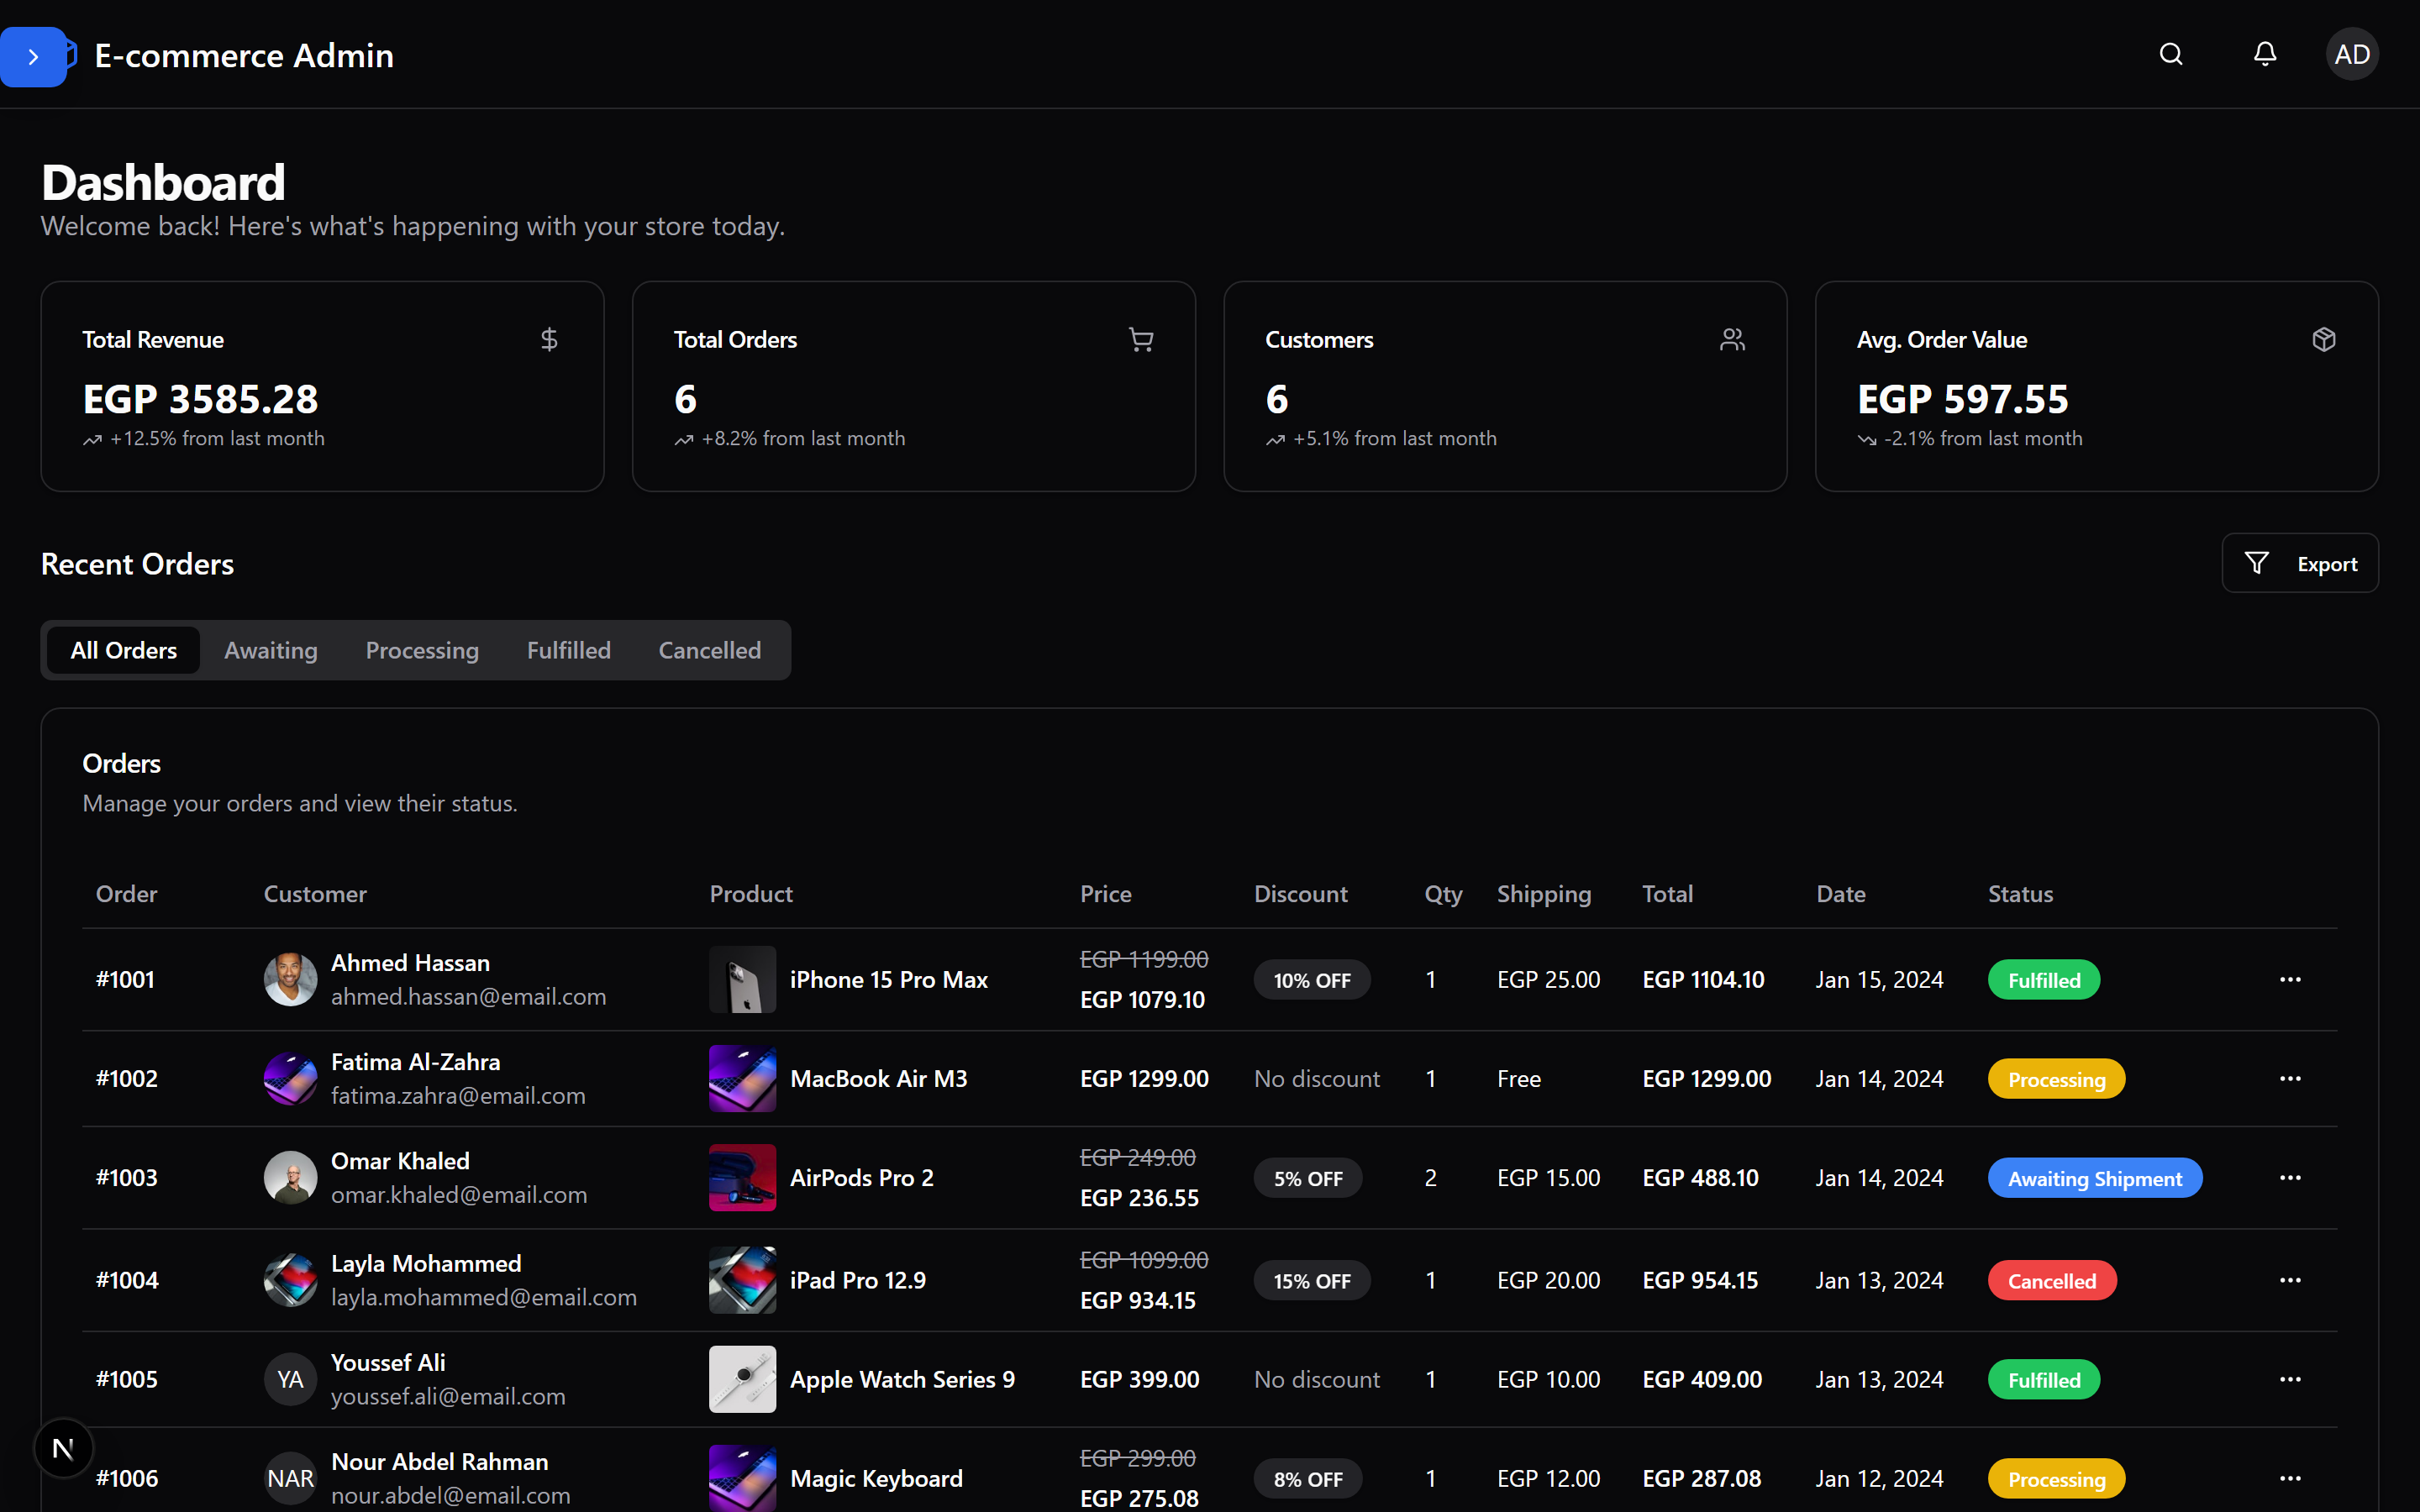 E-commerce Admin
AD
Dashboard
Welcome back! Here's what's happening with your store today.
Total Revenue
EGP 3585.28
+12.5% from last month
Total Orders
6
+8.2% from last month
Customers
6
+5.1% from last month
Avg. Order Value
EGP 597.55
-2.1% from last month
Recent Orders
Export
All Orders Awaiting Processing Fulfilled Cancelled
Orders
Manage your orders and view their status.
Order Customer Product Price Discount Qty Shipping Total Date Status
#1001 Ahmed Hassan ahmed.hassan@email.com iPhone 15 Pro Max EGP 1199.00 EGP 1079.10 10% OFF 1 EGP 25.00 EGP 1104.10 Jan 15, 2024 Fulfilled
#1002 Fatima Al-Zahra fatima.zahra@email.com MacBook Air M3 EGP 1299.00 No discount 1 Free EGP 1299.00 Jan 14, 2024 Processing
#1003 Omar Khaled omar.khaled@email.com AirPods Pro 2 EGP 249.00 EGP 236.55 5% OFF 2 EGP 15.00 EGP 488.10 Jan 14, 2024 Awaiting Shipment
#1004 Layla Mohammed layla.mohammed@email.com iPad Pro 12.9 EGP 1099.00 EGP 934.15 15% OFF 1 EGP 20.00 EGP 954.15 Jan 13, 2024 Cancelled
#1005 YA Youssef Ali youssef.ali@email.com Apple Watch Series 9 EGP 399.00 No discount 1 EGP 10.00 EGP 409.00 Jan 13, 2024 Fulfilled
N
#1006 NAR Nour Abdel Rahman nour.abdel@email.com Magic Keyboard EGP 299.00 EGP 275.08 8% OFF 1 EGP 12.00 EGP 287.08 Jan 12, 2024 Processing